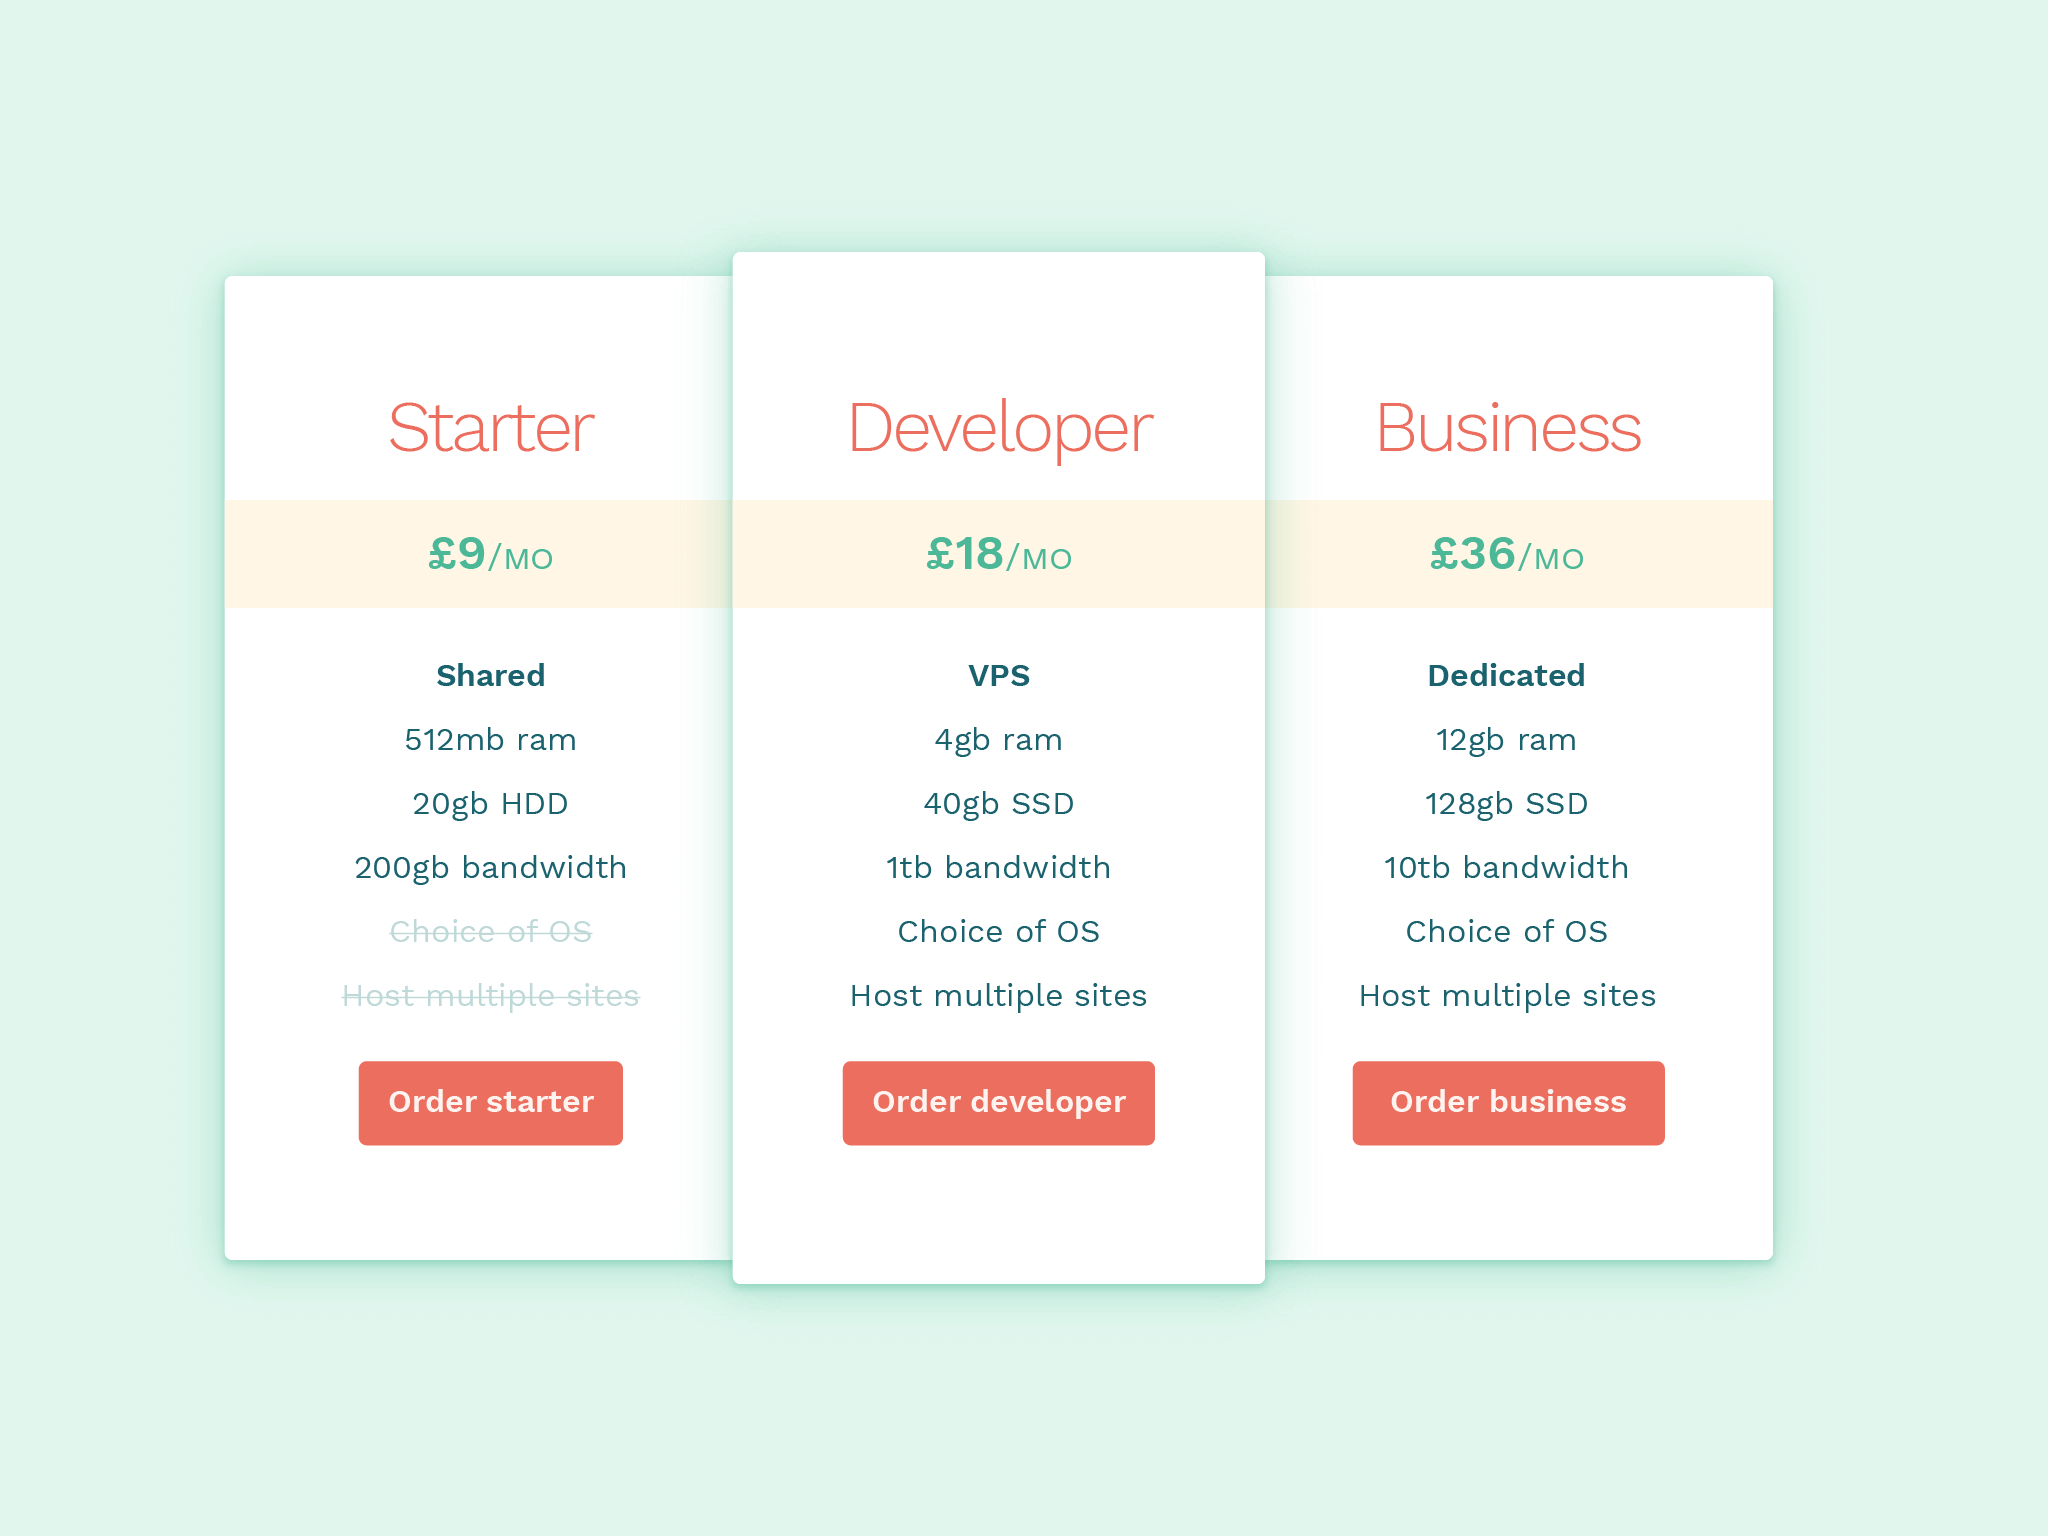 Starter
£9/MO
Shared
512mb ram
20gb HDD
200gb bandwidth
Choice of OS
Host multiple sites
Order starter
Developer
£18/MO
VPS
4gb ram
40gb SSD
1tb bandwidth
Choice of OS
Host multiple sites
Order developer
Business
£36/MO
Dedicated
12gb ram
128gb SSD
10tb bandwidth
Choice of OS
Host multiple sites
Order business